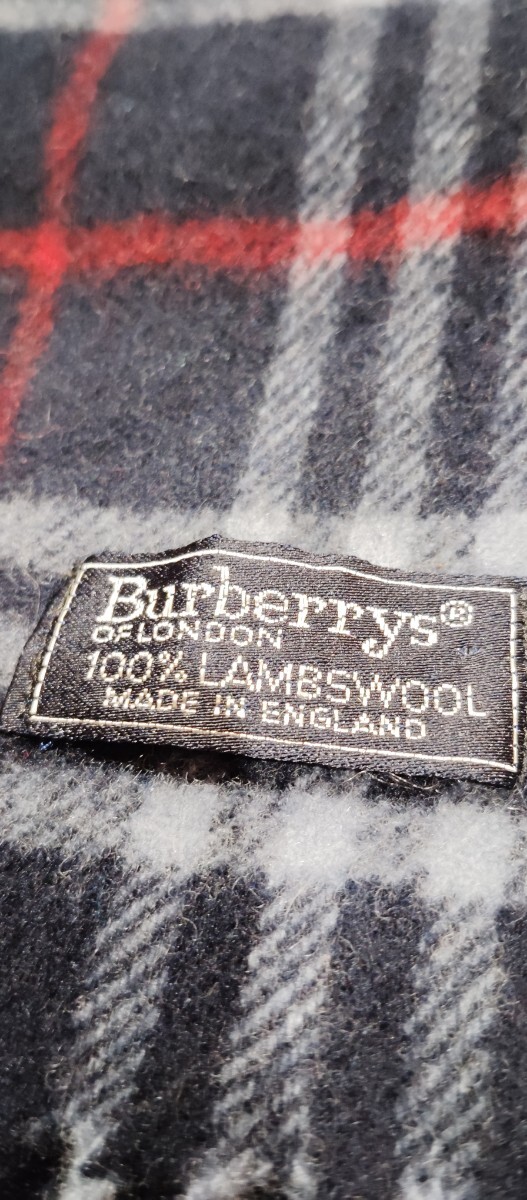 Burberrys®
OF LONDON
100% LAMBSWOOL
MADE IN ENGLAND